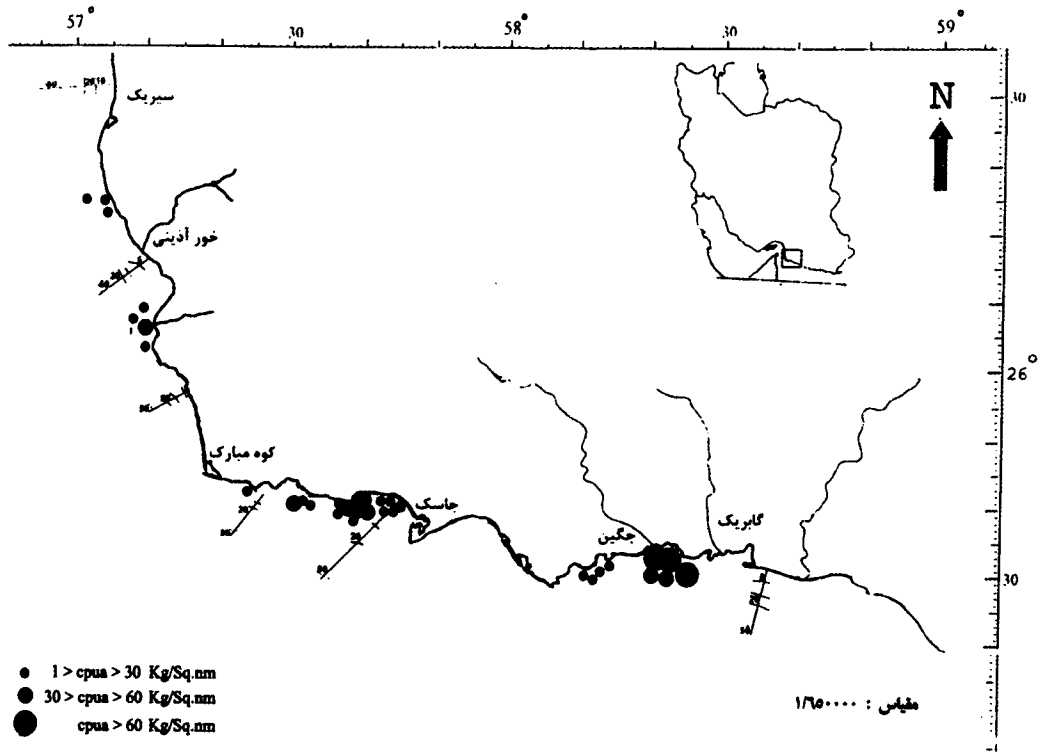 57°
30
58°
30
59°
سیریک
N
30
خور آذینی
26°
کوه مبارک
جاسک
گابریک
جگین
30
1 > cpua > 30 Kg/Sq.nm
30 > cpua > 60 Kg/Sq.nm
cpua > 60 Kg/Sq.nm
مقیاس : ۱/۶۵۰۰۰۰۰